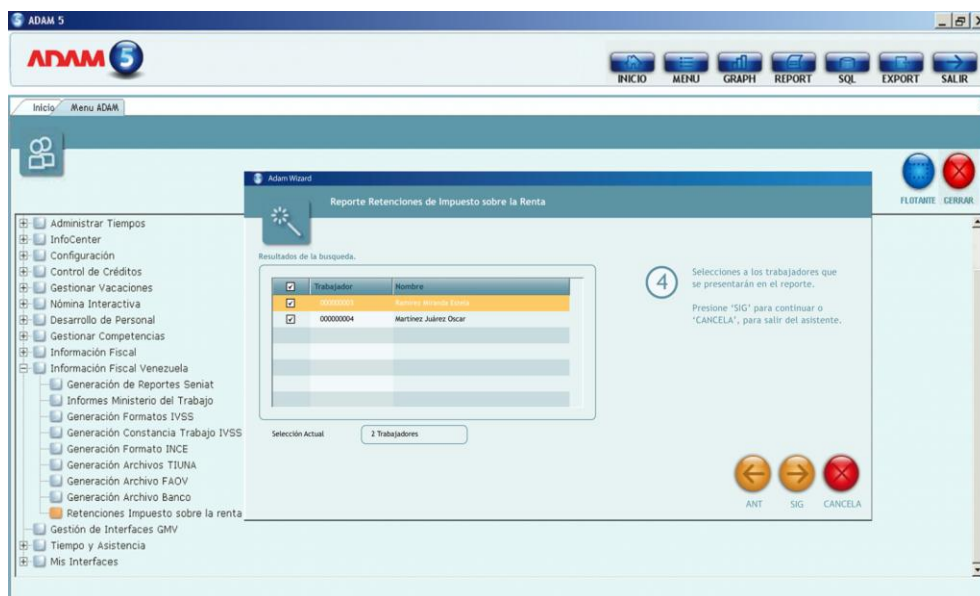 ADAM 5
ADAM 5
INICIO MENU GRAPH REPORT SQL EXPORT SALIR
Inicio Menu ADAM
FLOTANTE CERRAR
Adam Wizard
Reporte Retenciones de Impuesto sobre la Renta
Resultados de la busqueda.
Trabajador Nombre
000000003 Ramírez Miranda Estela
000000004 Martínez Juárez Oscar
Selección Actual 2 Trabajadores
4
Selecciones a los trabajadores que
se presentarán en el reporte.
Presione ‘SIG’ para continuar o
‘CANCELA’, para salir del asistente.
ANT SIG CANCELA
Administrar Tiempos
InfoCenter
Configuración
Control de Créditos
Gestionar Vacaciones
Nómina Interactiva
Desarrollo de Personal
Gestionar Competencias
Información Fiscal
Información Fiscal Venezuela
Generación de Reportes Seniat
Informes Ministerio del Trabajo
Generación Formatos IVSS
Generación Constancia Trabajo IVSS
Generación Formato INCE
Generación Archivos TIUNA
Generación Archivo FAOV
Generación Archivo Banco
Retenciones Impuesto sobre la renta
Gestión de Interfaces GMV
Tiempo y Asistencia
Mis Interfaces